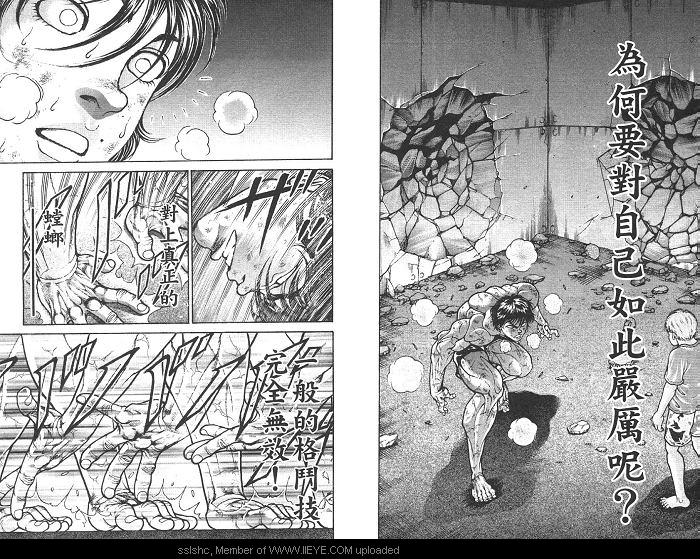 為何要對自己如此嚴厲呢？
對上真正的
螳螂
一般的格鬥技
完全無效！
sslshc, Member of WWW.IIEYE.COM uploaded